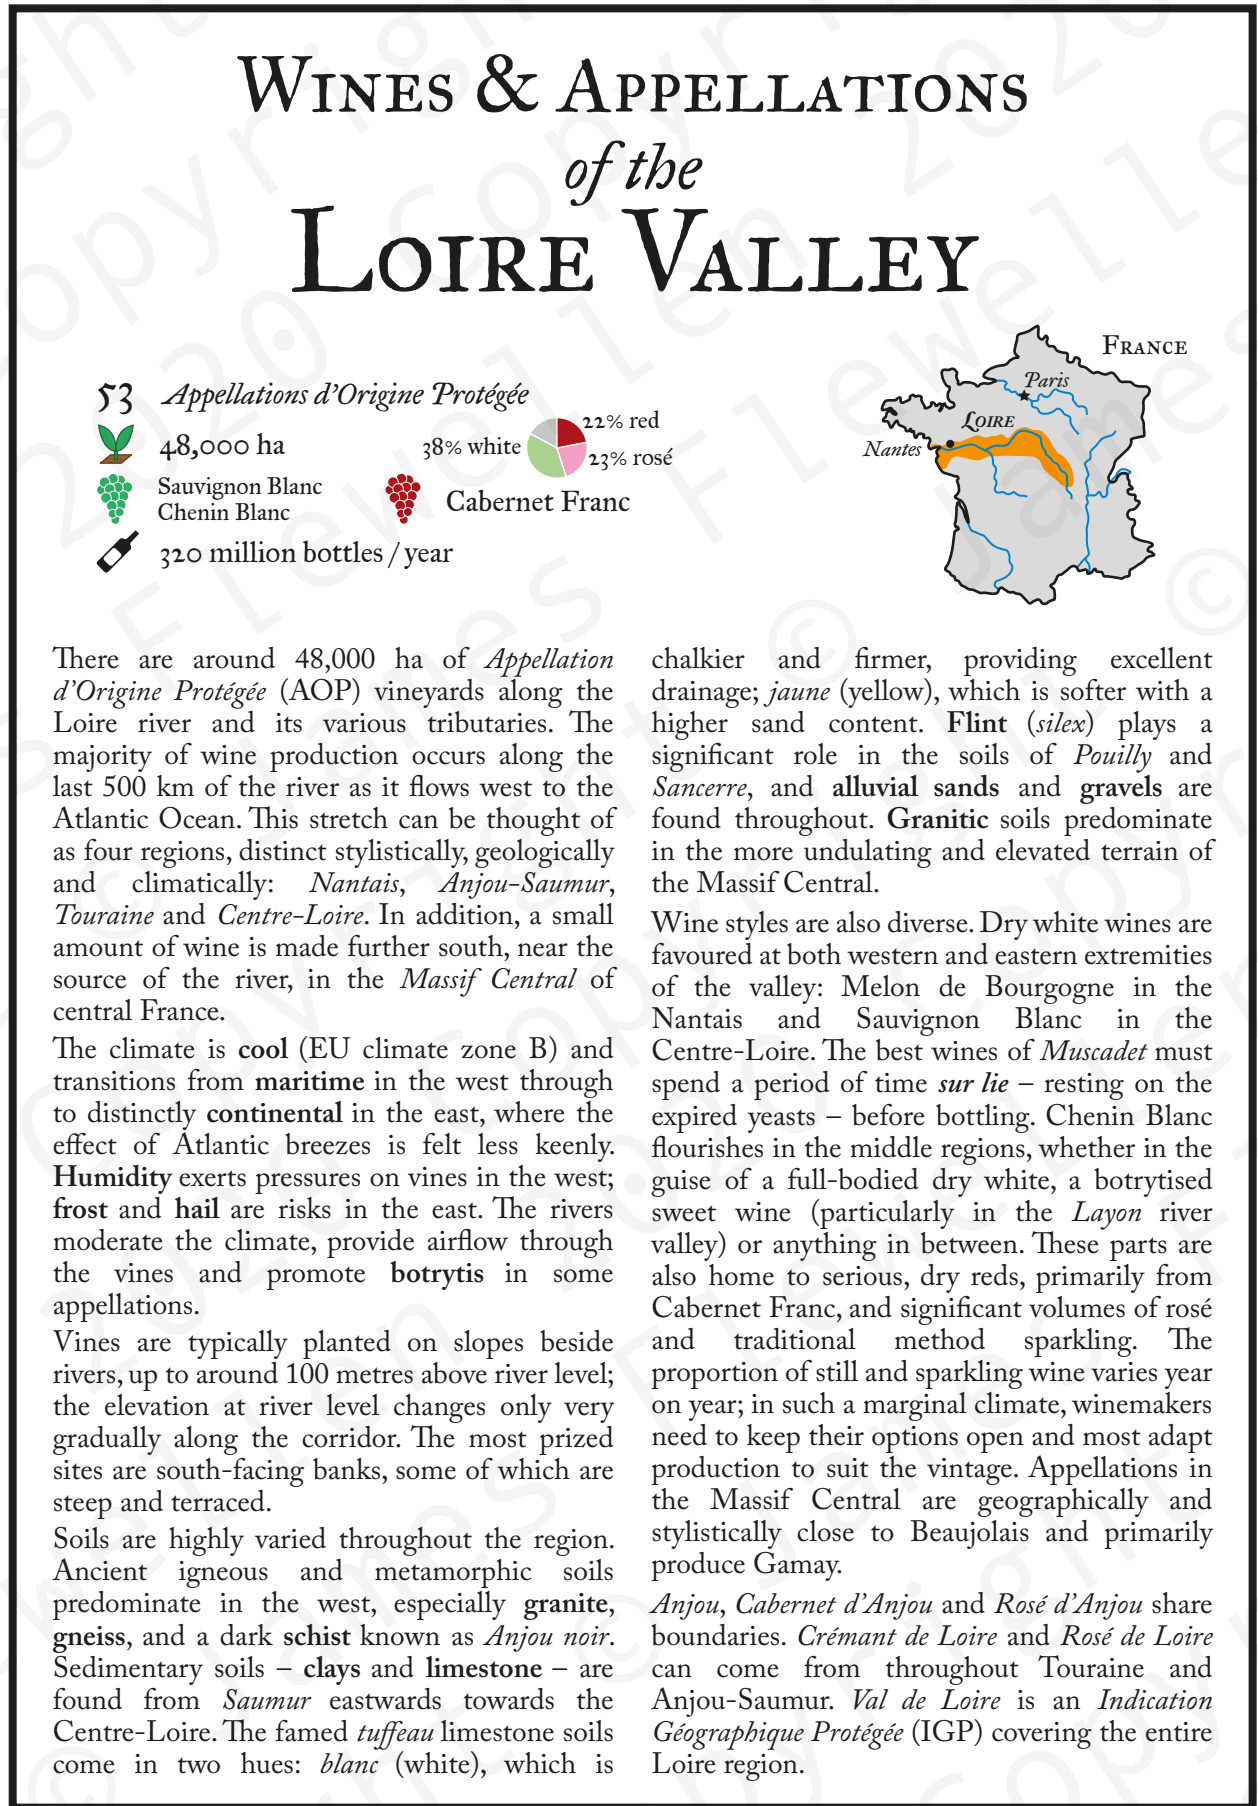 WINES & APPELLATIONS
of the
LOIRE VALLEY
53 Appellations d'Origine Protégée
48,000 ha
38% white
22% red
23% rosé
Sauvignon Blanc
Chenin Blanc
Cabernet Franc
320 million bottles / year
FRANCE
Paris
LOIRE
Nantes
There are around 48,000 ha of Appellation
d'Origine Protégée (AOP) vineyards along the
Loire river and its various tributaries. The
majority of wine production occurs along the
last 500 km of the river as it flows west to the
Atlantic Ocean. This stretch can be thought of
as four regions, distinct stylistically, geologically
and climatically: Nantais, Anjou-Saumur,
Touraine and Centre-Loire. In addition, a small
amount of wine is made further south, near the
source of the river, in the Massif Central of
central France.
The climate is cool (EU climate zone B) and
transitions from maritime in the west through
to distinctly continental in the east, where the
effect of Atlantic breezes is felt less keenly.
Humidity exerts pressures on vines in the west;
frost and hail are risks in the east. The rivers
moderate the climate, provide airflow through
the vines and promote botrytis in some
appellations.
Vines are typically planted on slopes beside
rivers, up to around 100 metres above river level;
the elevation at river level changes only very
gradually along the corridor. The most prized
sites are south-facing banks, some of which are
steep and terraced.
Soils are highly varied throughout the region.
Ancient igneous and metamorphic soils
predominate in the west, especially granite,
gneiss, and a dark schist known as Anjou noir.
Sedimentary soils – clays and limestone – are
found from Saumur eastwards towards the
Centre-Loire. The famed tuffeau limestone soils
come in two hues: blanc (white), which is
chalkier and firmer, providing excellent
drainage; jaune (yellow), which is softer with a
higher sand content. Flint (silex) plays a
significant role in the soils of Pouilly and
Sancerre, and alluvial sands and gravels are
found throughout. Granitic soils predominate
in the more undulating and elevated terrain of
the Massif Central.
Wine styles are also diverse. Dry white wines are
favoured at both western and eastern extremities
of the valley: Melon de Bourgogne in the
Nantais and Sauvignon Blanc in the
Centre-Loire. The best wines of Muscadet must
spend a period of time sur lie – resting on the
expired yeasts – before bottling. Chenin Blanc
flourishes in the middle regions, whether in the
guise of a full-bodied dry white, a botrytised
sweet wine (particularly in the Layon river
valley) or anything in between. These parts are
also home to serious, dry reds, primarily from
Cabernet Franc, and significant volumes of rosé
and traditional method sparkling. The
proportion of still and sparkling wine varies year
on year; in such a marginal climate, winemakers
need to keep their options open and most adapt
production to suit the vintage. Appellations in
the Massif Central are geographically and
stylistically close to Beaujolais and primarily
produce Gamay.
Anjou, Cabernet d'Anjou and Rosé d'Anjou share
boundaries. Crémant de Loire and Rosé de Loire
can come from throughout Touraine and
Anjou-Saumur. Val de Loire is an Indication
Géographique Protégée (IGP) covering the entire
Loire region.
Copyright © James Flewellen 2020